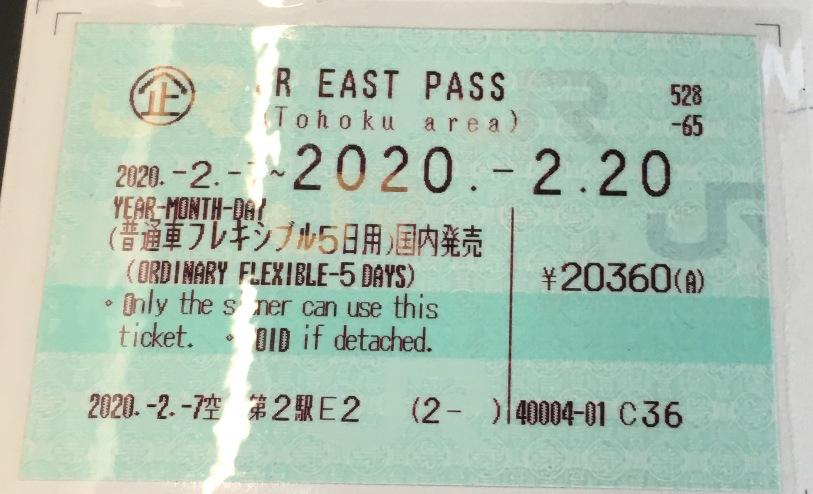 企 R EAST PASS 528
(Tohoku area) -65
2020.-2.- ~2020.-2.20
YEAR-MONTH-DAY
(普通車フレキシブル5日用)国内発売
(ORDINARY FLEXIBLE-5 DAYS) ¥20360(A)
・Only the can use this
ticket. ・ if detached.
2020.-2.-7空 第2駅E2 (2- ) 40004-01 C36